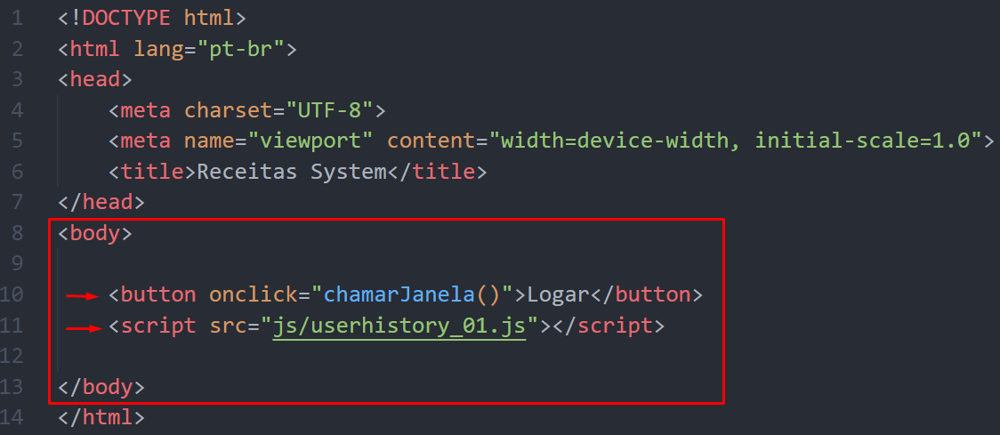 1 <!DOCTYPE html>
2 <html lang="pt-br">
3 <head>
4 <meta charset="UTF-8">
5 <meta name="viewport" content="width=device-width, initial-scale=1.0">
6 <title>Receitas System</title>
7 </head>
8 <body>
9
10 <button onclick="chamarJanela()">Logar</button>
11 <script src="js/userhistory_01.js"></script>
12
13 </body>
14 </html>